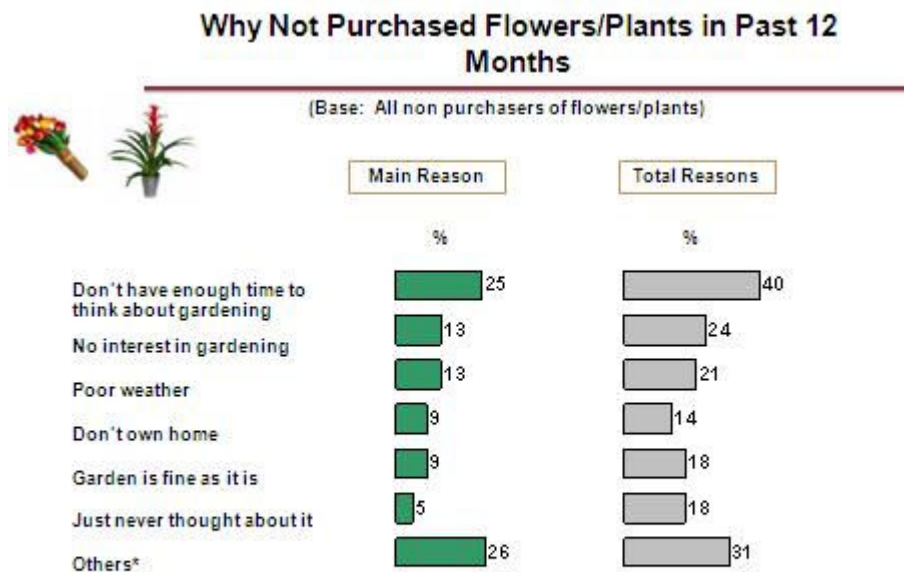 Why Not Purchased Flowers/Plants in Past 12
Months
(Base: All non purchasers of flowers/plants)
Main Reason
Total Reasons
%
%
Don't have enough time to
think about gardening
25
40
No interest in gardening
13
24
Poor weather
13
21
Don't own home
9
14
Garden is fine as it is
9
18
Just never thought about it
5
18
Others*
26
31